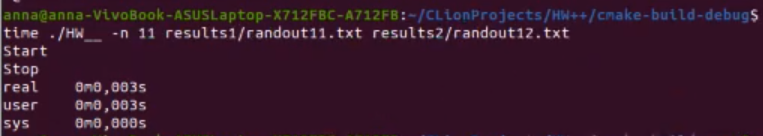 anna@anna-VivoBook-ASUSLaptop-X712FBC-A712FB:~/CLionProjects/HW++/cmake-build-debug$
time ./HW__ -n 11 results1/randout11.txt results2/randout12.txt
Start
Stop
real    0m0,003s
user    0m0,003s
sys     0m0,000s